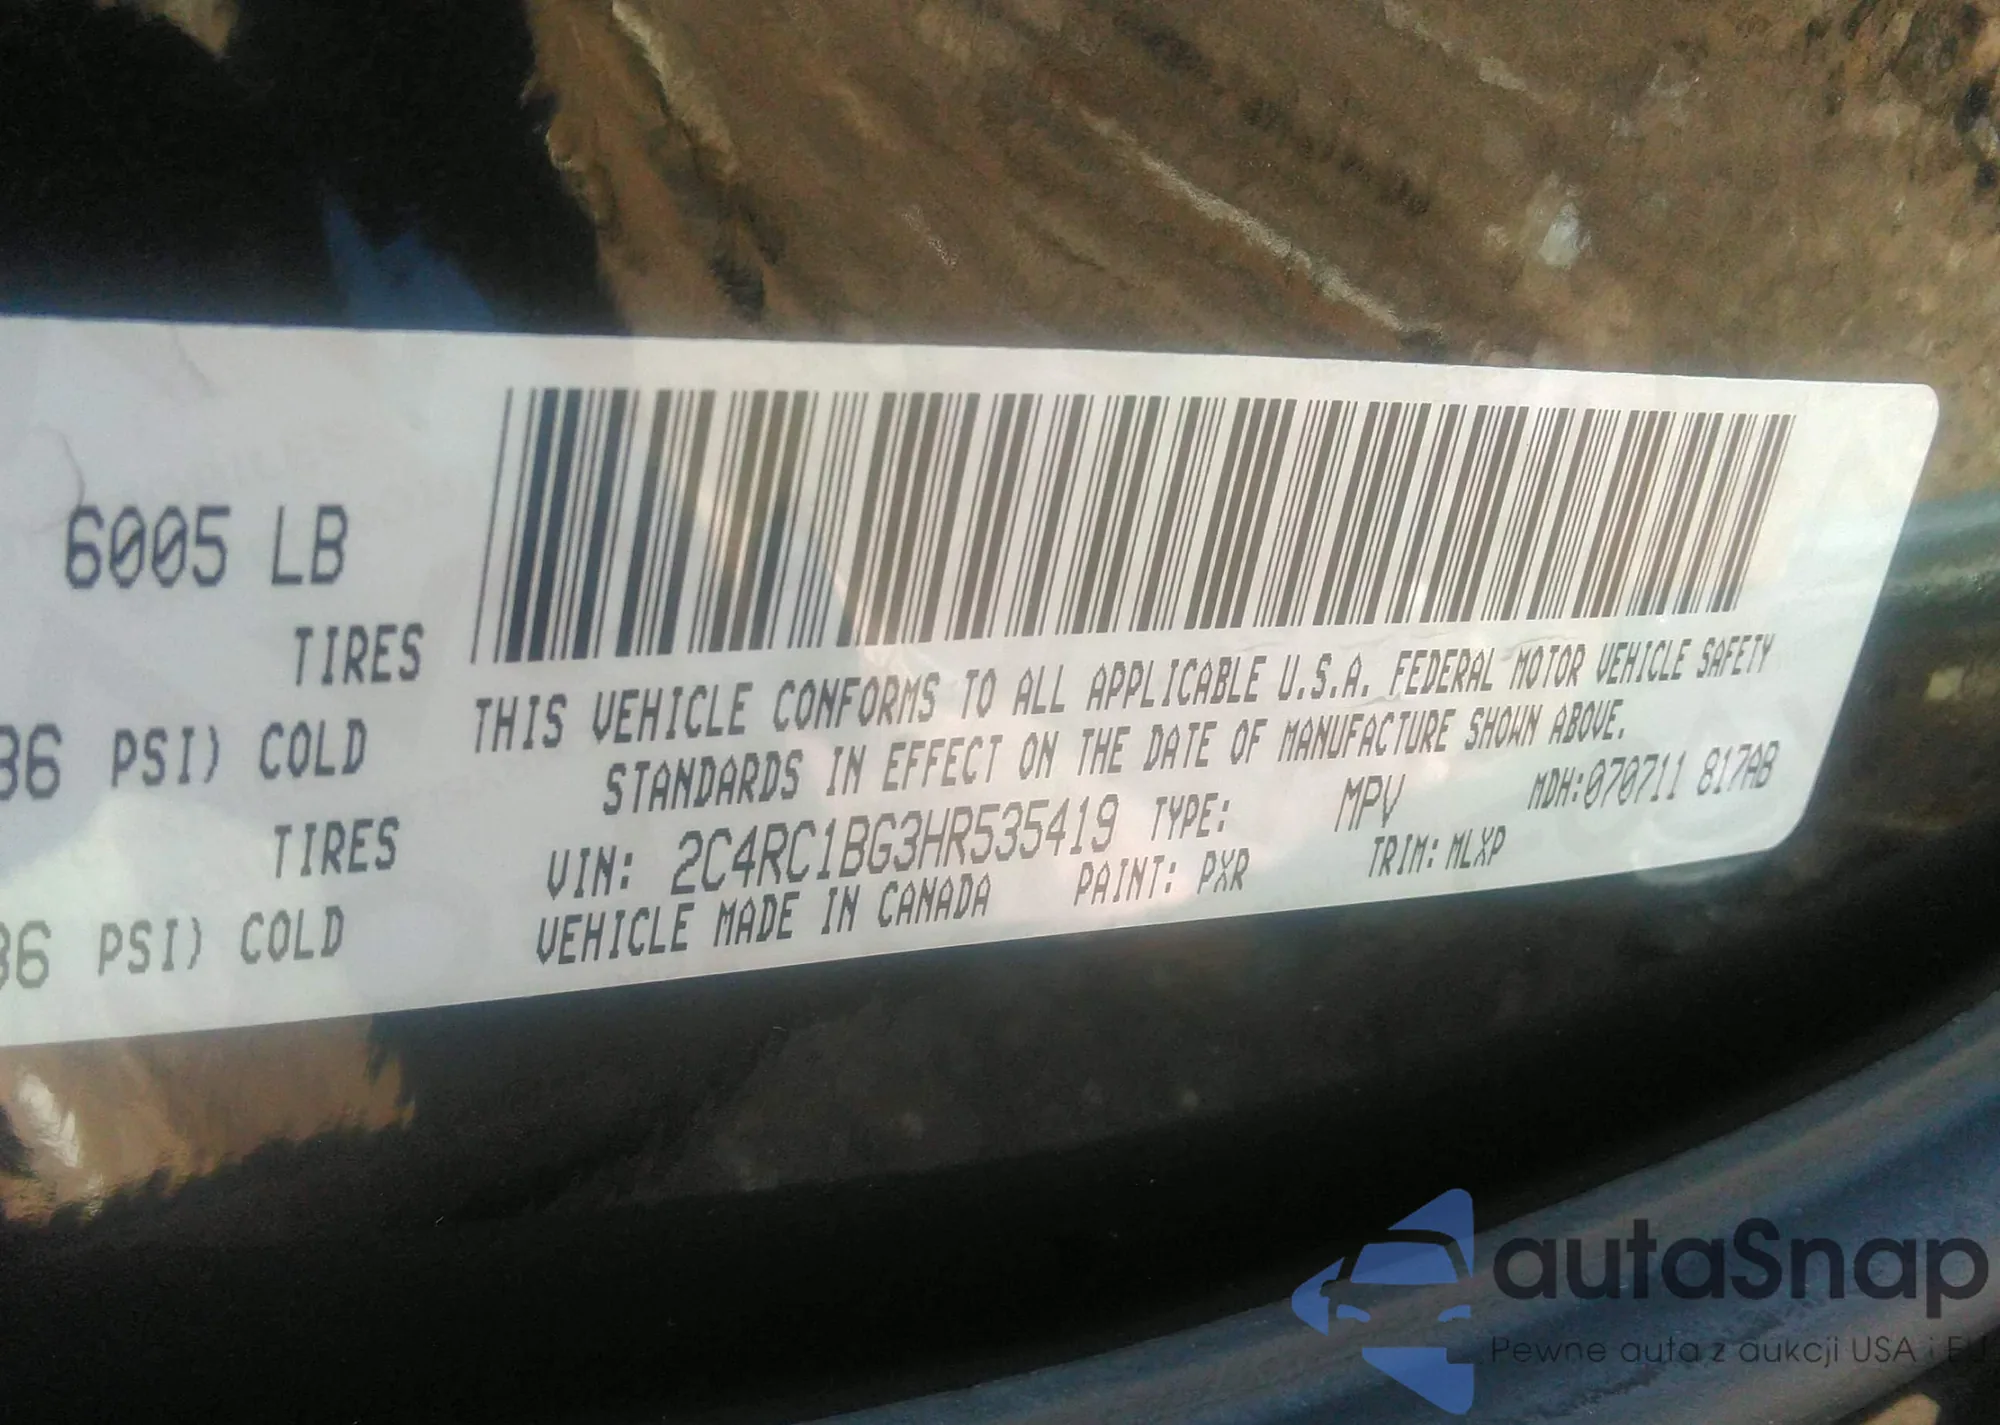 6005 LB
TIRES
36 PSI) COLD
TIRES
36 PSI) COLD
THIS VEHICLE CONFORMS TO ALL APPLICABLE U.S.A. FEDERAL MOTOR VEHICLE SAFETY
STANDARDS IN EFFECT ON THE DATE OF MANUFACTURE SHOWN ABOVE.
VIN: 2C4RC1BG3HR535419 TYPE: MPV MDH:070711 817AB
VEHICLE MADE IN CANADA PAINT: PXR TRIM: MLXP
autaSnap
Pewne auta z aukcji USA i EU